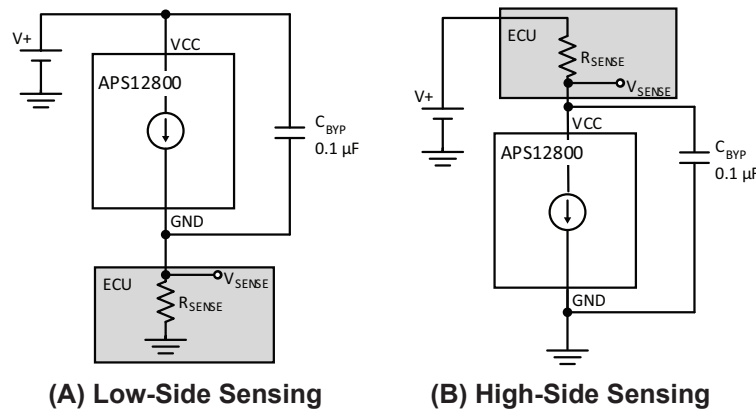 V+
VCC
APS12800
C_BYP
0.1 µF
GND
ECU
V_SENSE
R_SENSE
(A) Low-Side Sensing
ECU
R_SENSE
V_SENSE
V+
VCC
APS12800
C_BYP
0.1 µF
GND
(B) High-Side Sensing